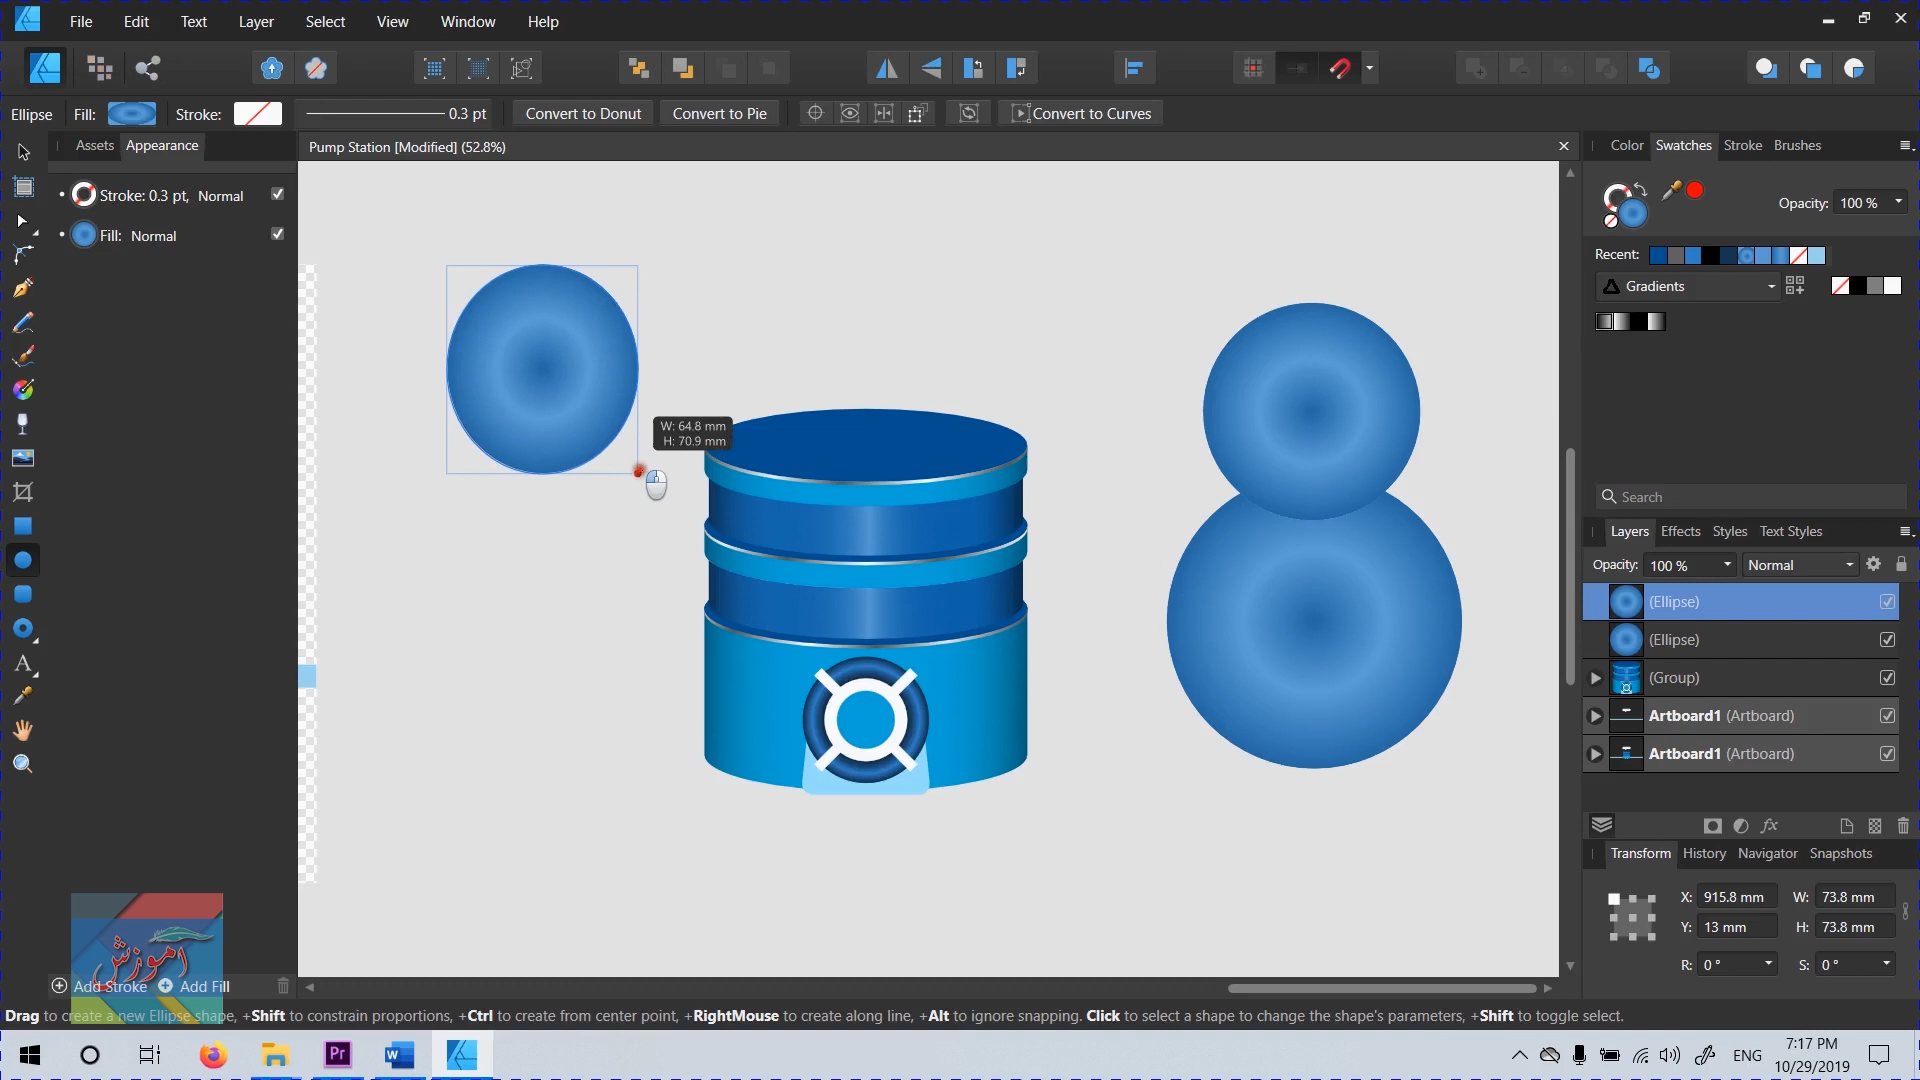 File Edit Text Layer Select View Window Help
Ellipse Fill: Stroke: 0.3 pt Convert to Donut Convert to Pie Convert to Curves
Assets Appearance
Pump Station [Modified] (52.8%)
Color Swatches Stroke Brushes
Stroke: 0.3 pt, Normal
Fill: Normal
Opacity: 100 %
Recent:
Gradients
W: 64.8 mm
H: 70.9 mm
Search
Layers Effects Styles Text Styles
Opacity: 100 % Normal
(Ellipse)
(Ellipse)
(Group)
Artboard1 (Artboard)
Artboard1 (Artboard)
Transform History Navigator Snapshots
X: 915.8 mm W: 73.8 mm
Y: 13 mm H: 73.8 mm
R: 0 ° S: 0 °
آموزش
Add Stroke Add Fill
Drag to create a new Ellipse shape, +Shift to constrain proportions, +Ctrl to create from center point, +RightMouse to create along line, +Alt to ignore snapping. Click to select a shape to change the shape's parameters, +Shift to toggle select.
Pr W ENG 7:17 PM
10/29/2019